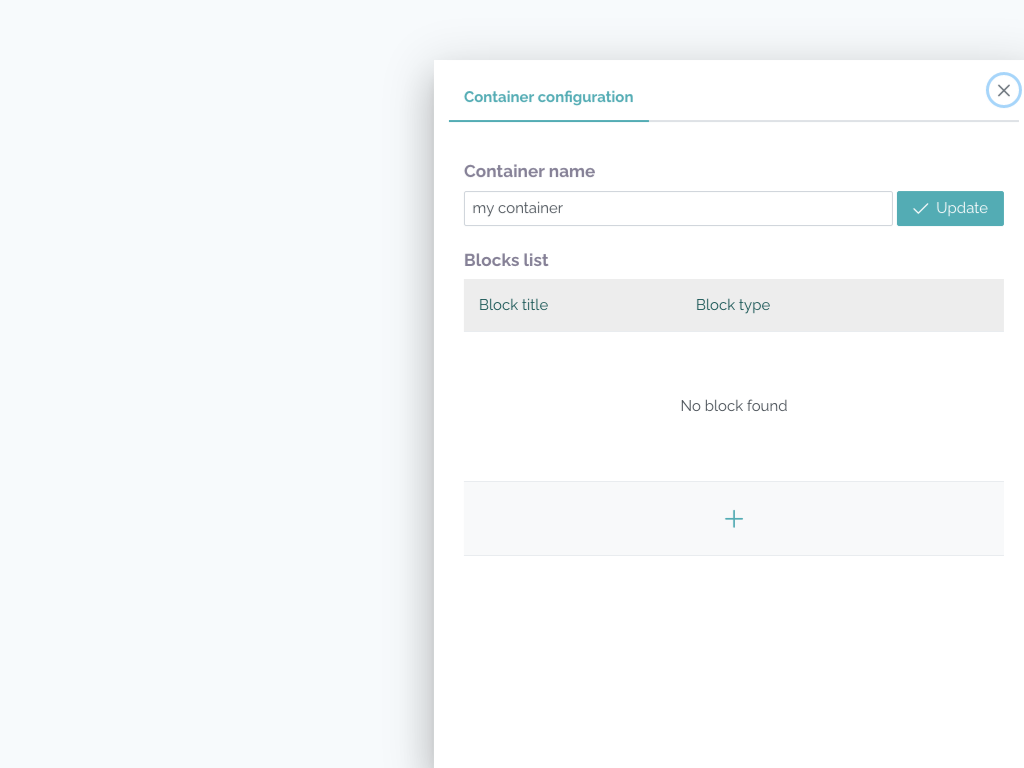 Container configuration
Container name
my container
Update
Blocks list
Block title Block type
No block found